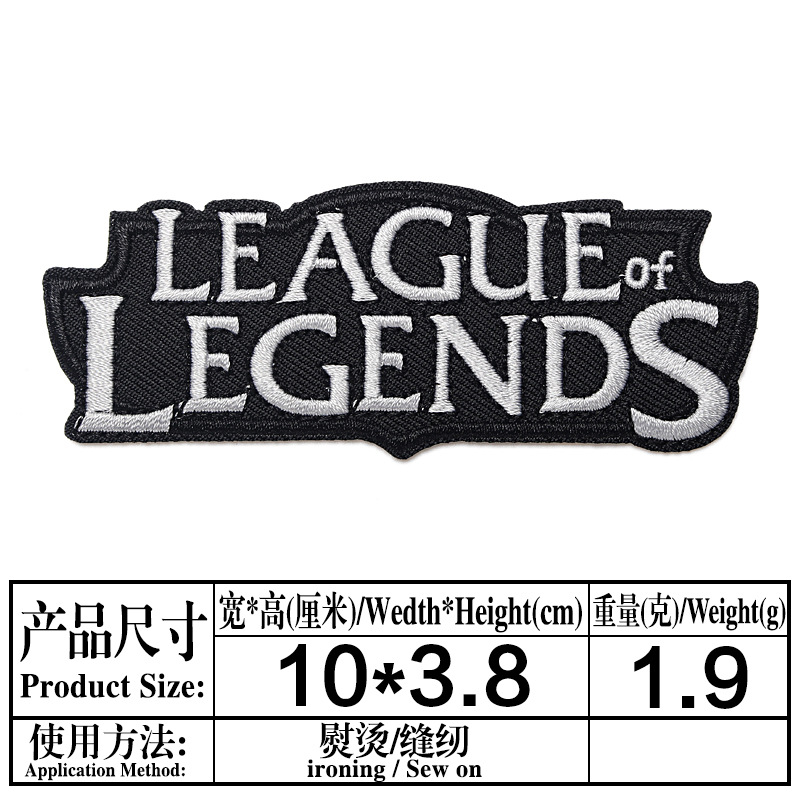 LEAGUE of
LEGENDS
产品尺寸
Product Size:
宽*高(厘米)/Wedth*Height(cm)
重量(克)/Weight(g)
10*3.8
1.9
使用方法:
Application Method:
熨烫/缝纫
ironing / Sew on